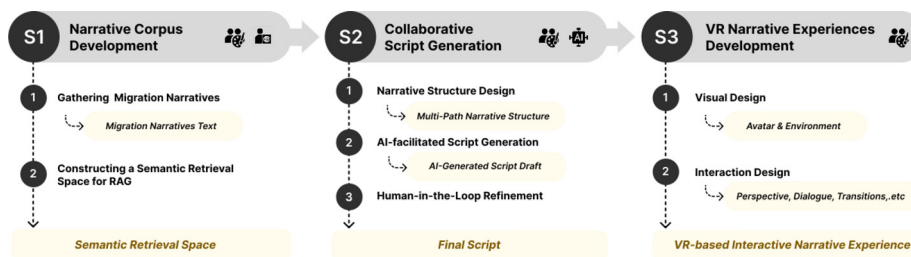 S1
Narrative Corpus
Development
1
Gathering Migration Narratives
Migration Narratives Text
2
Constructing a Semantic Retrieval
Space for RAG
Semantic Retrieval Space
S2
Collaborative
Script Generation
AI
1
Narrative Structure Design
Multi-Path Narrative Structure
2
AI-facilitated Script Generation
AI-Generated Script Draft
3
Human-in-the-Loop Refinement
Final Script
S3
VR Narrative Experiences
Development
1
Visual Design
Avatar & Environment
2
Interaction Design
Perspective, Dialogue, Transitions,.etc
VR-based Interactive Narrative Experience